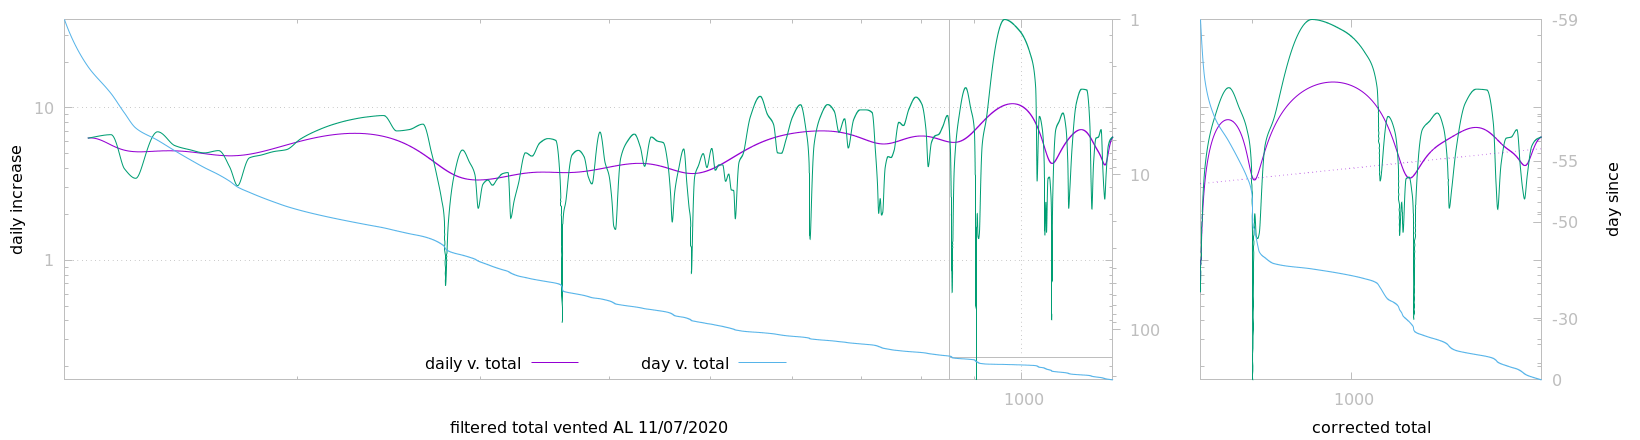 daily increase
10
1
daily v. total
day v. total
1000
filtered total vented AL 11/07/2020
1
10
100
1000
corrected total
-59
-55
-50
-30
0
day since